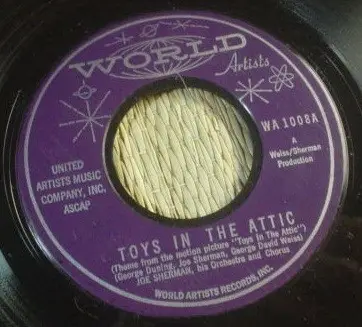 WORLD
Artists
WA 1008A
A
Weiss/Sherman
Production
UNITED
ARTISTS MUSIC
COMPANY, INC.
ASCAP
TOYS IN THE ATTIC
(Theme from the motion picture "Toys In The Attic")
(George Duning, Joe Sherman, George David Weiss)
JOE SHERMAN, his Orchestra and Chorus
WORLD ARTISTS RECORDS, INC.